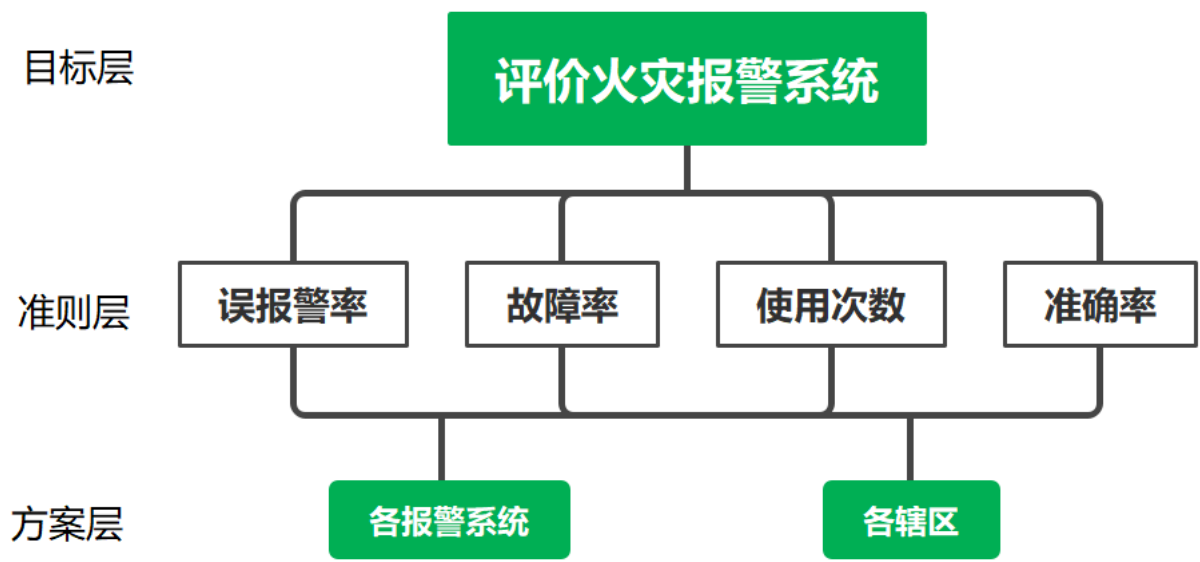 目标层
评价火灾报警系统
准则层
误报警率
故障率
使用次数
准确率
方案层
各报警系统
各辖区